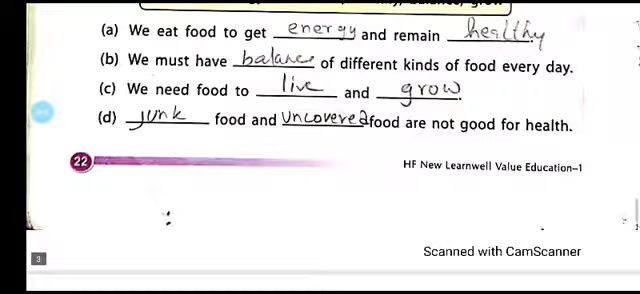 (a) We eat food to get energy and remain healthy
(b) We must have balance of different kinds of food every day.
(c) We need food to live and grow.
(d) junk food and uncovered food are not good for health.
22
HF New Learnwell Value Education–1
3
Scanned with CamScanner